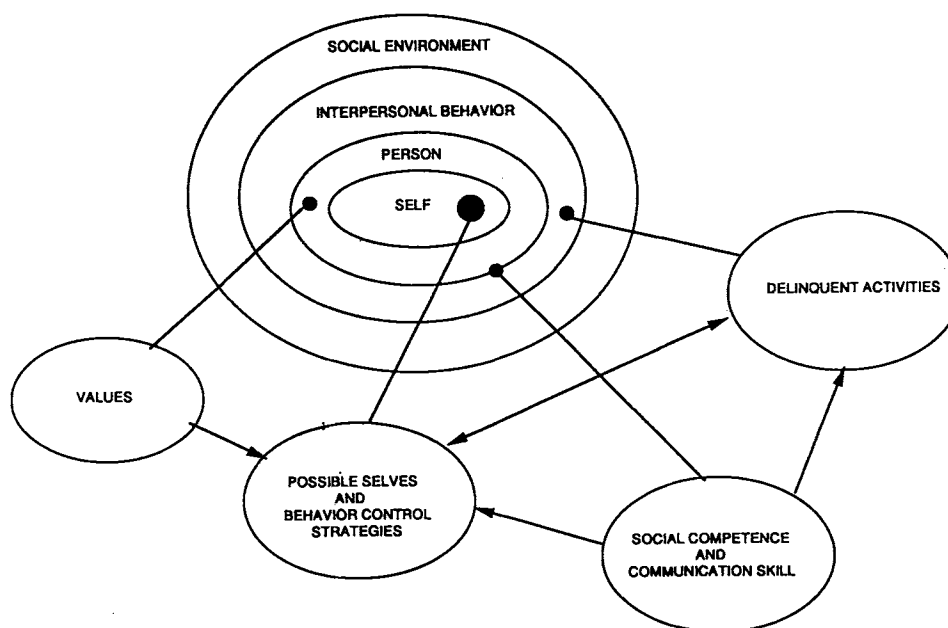 SOCIAL ENVIRONMENT
INTERPERSONAL BEHAVIOR
PERSON
SELF
DELINQUENT ACTIVITIES
VALUES
POSSIBLE SELVES
AND
BEHAVIOR CONTROL
STRATEGIES
SOCIAL COMPETENCE
AND
COMMUNICATION SKILL